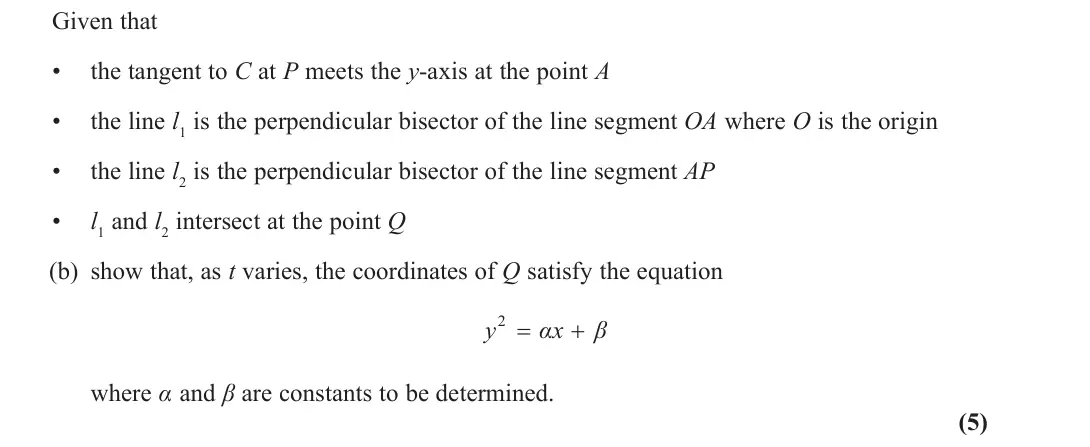 Given that
• the tangent to C at P meets the y-axis at the point A
• the line l₁ is the perpendicular bisector of the line segment OA where O is the origin
• the line l₂ is the perpendicular bisector of the line segment AP
• l₁ and l₂ intersect at the point Q
(b) show that, as t varies, the coordinates of Q satisfy the equation
y² = αx + β
where α and β are constants to be determined.
(5)